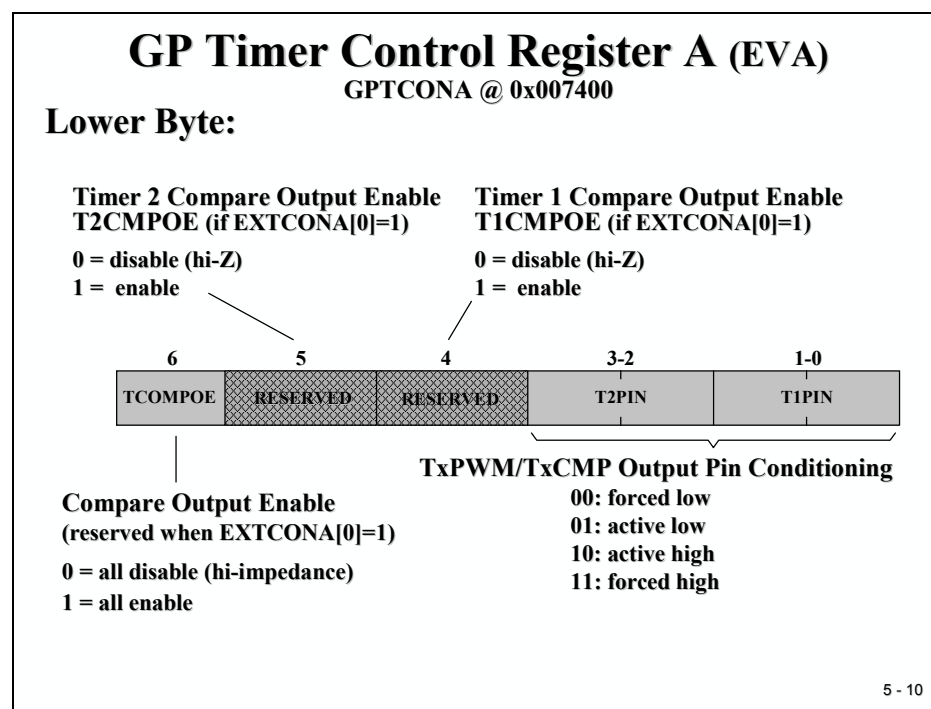 GP Timer Control Register A (EVA)
GPTCONA @ 0x007400
Lower Byte:
Timer 2 Compare Output Enable
T2CMPOE (if EXTCONA[0]=1)
0 = disable (hi-Z)
1 = enable
Timer 1 Compare Output Enable
T1CMPOE (if EXTCONA[0]=1)
0 = disable (hi-Z)
1 = enable
6 5 4 3-2 1-0
TCOMPOE RESERVED RESERVED T2PIN T1PIN
Compare Output Enable
(reserved when EXTCONA[0]=1)
0 = all disable (hi-impedance)
1 = all enable
TxPWM/TxCMP Output Pin Conditioning
00: forced low
01: active low
10: active high
11: forced high
5 - 10